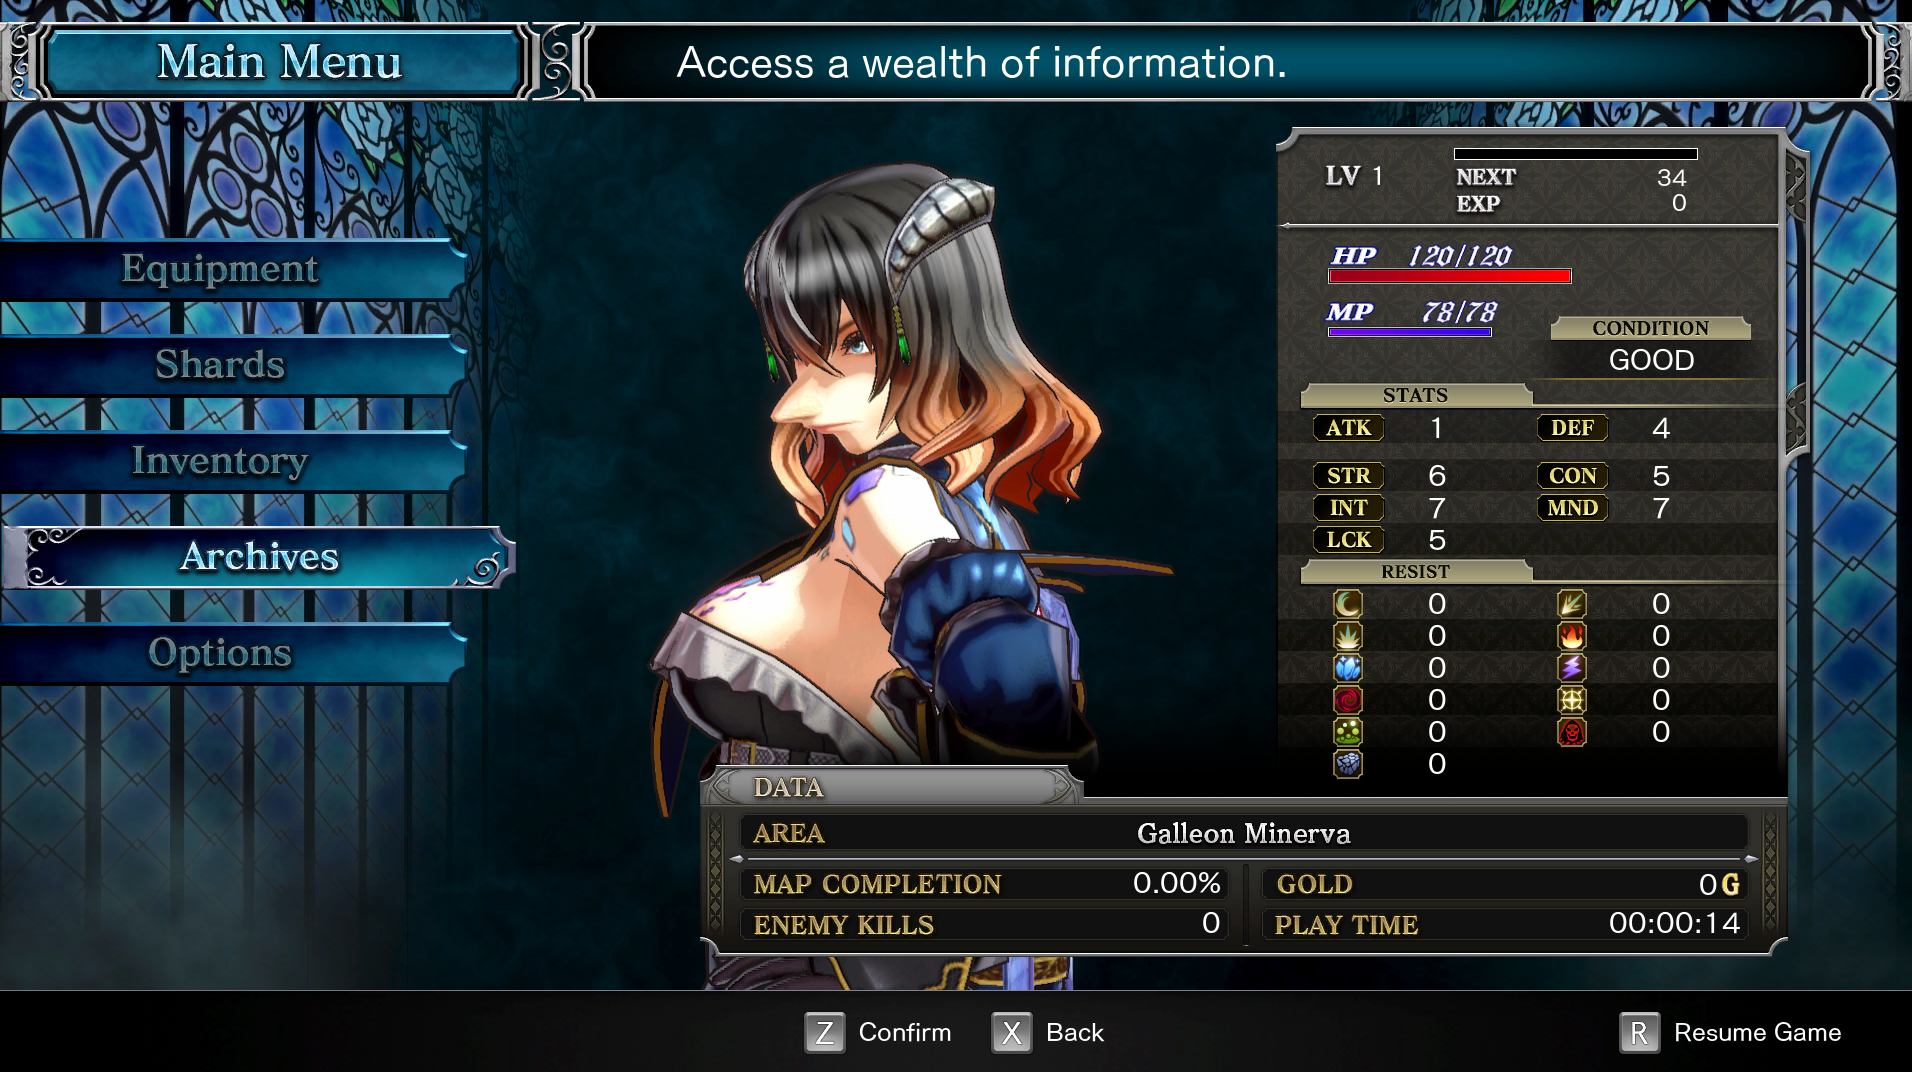 Main Menu
Access a wealth of information.
Equipment
Shards
Inventory
Archives
Options
LV 1
NEXT 34
EXP 0
HP 120/120
MP 78/78
CONDITION
GOOD
STATS
ATK 1 DEF 4
STR 6 CON 5
INT 7 MND 7
LCK 5
RESIST
0 0
0 0
0 0
0 0
0 0
0
DATA
AREA Galleon Minerva
MAP COMPLETION 0.00% GOLD 0 G
ENEMY KILLS 0 PLAY TIME 00:00:14
Z Confirm X Back R Resume Game